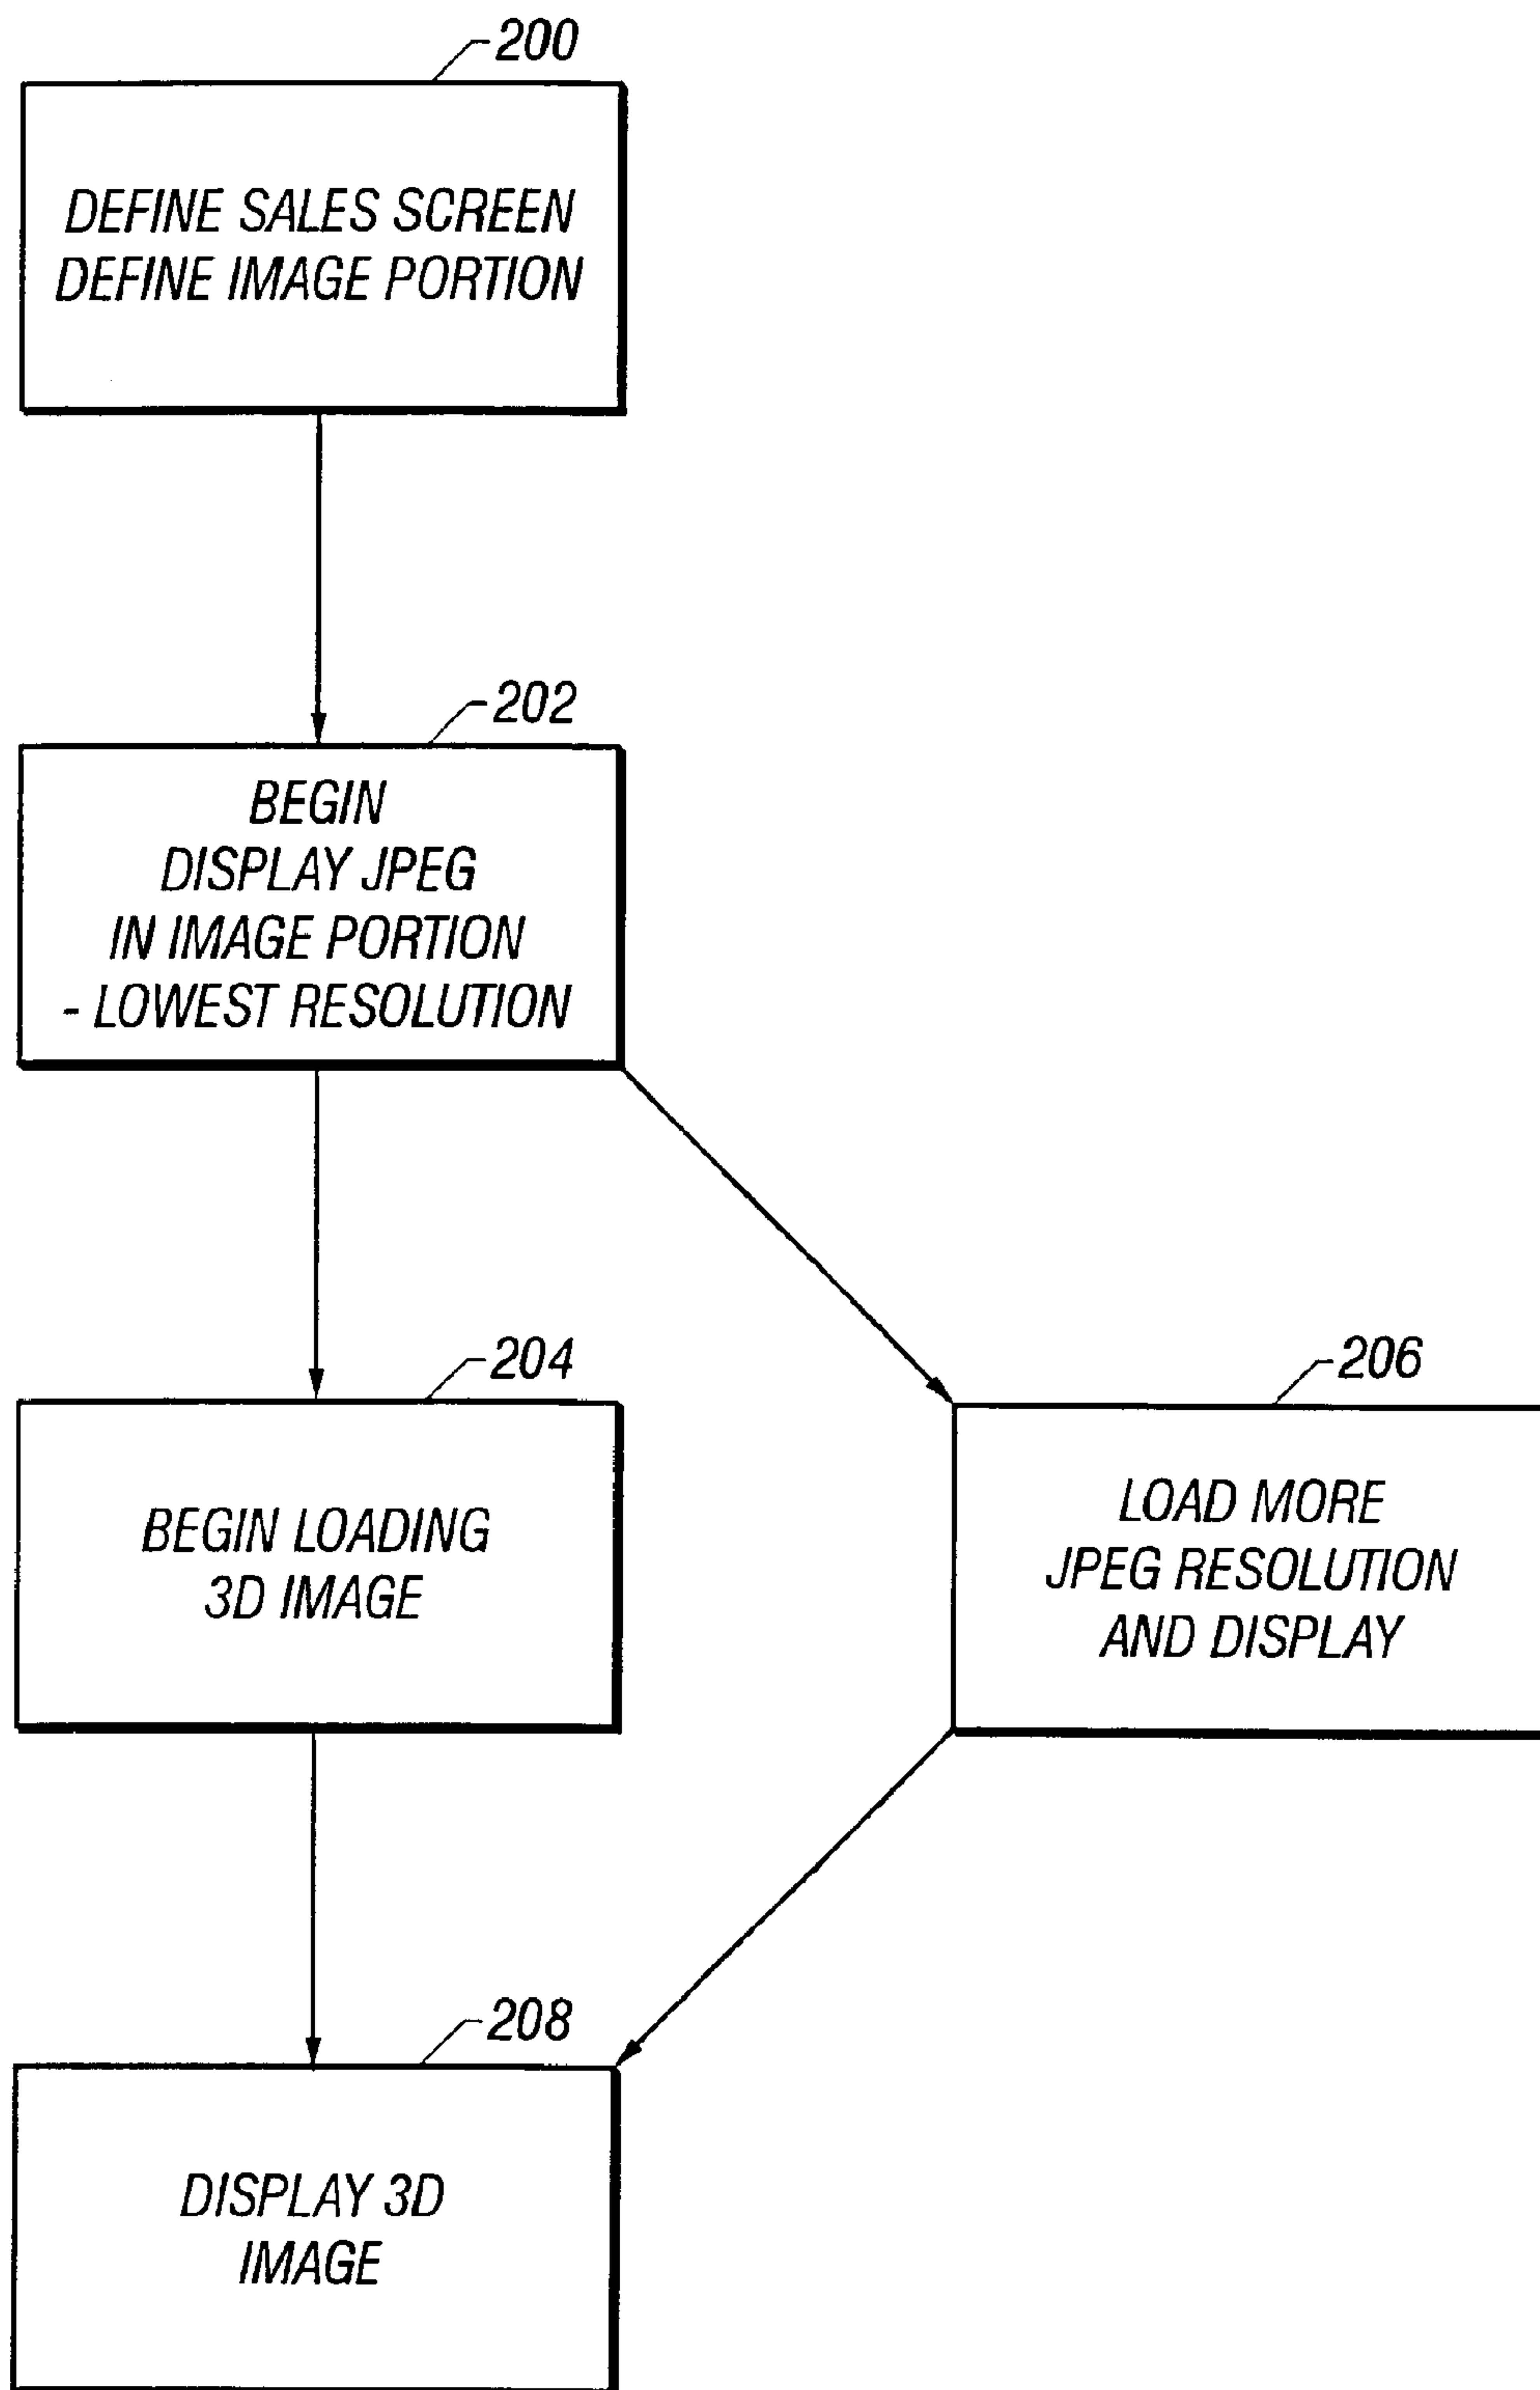 200
DEFINE SALES SCREEN
DEFINE IMAGE PORTION
202
BEGIN
DISPLAY JPEG
IN IMAGE PORTION
- LOWEST RESOLUTION
204
BEGIN LOADING
3D IMAGE
206
LOAD MORE
JPEG RESOLUTION
AND DISPLAY
208
DISPLAY 3D
IMAGE